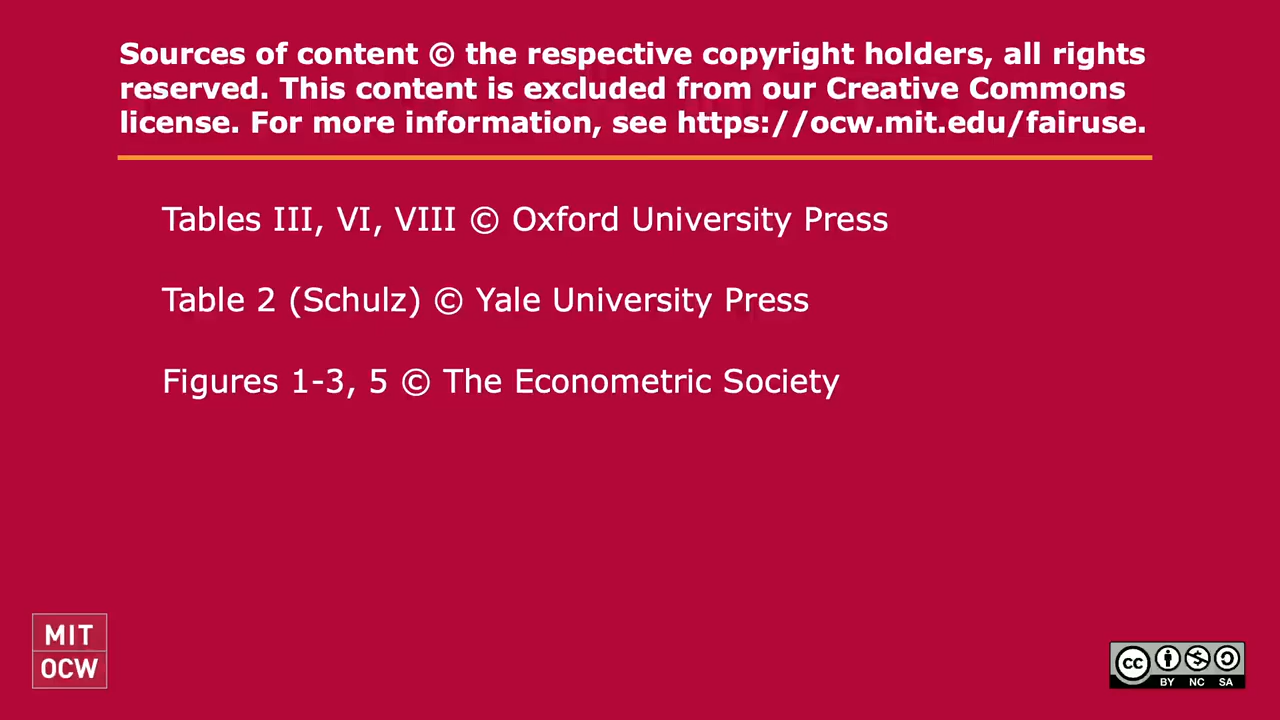 Sources of content © the respective copyright holders, all rights
reserved. This content is excluded from our Creative Commons
license. For more information, see https://ocw.mit.edu/fairuse.
Tables III, VI, VIII © Oxford University Press
Table 2 (Schulz) © Yale University Press
Figures 1-3, 5 © The Econometric Society
MIT
OCW
cc
BY NC SA